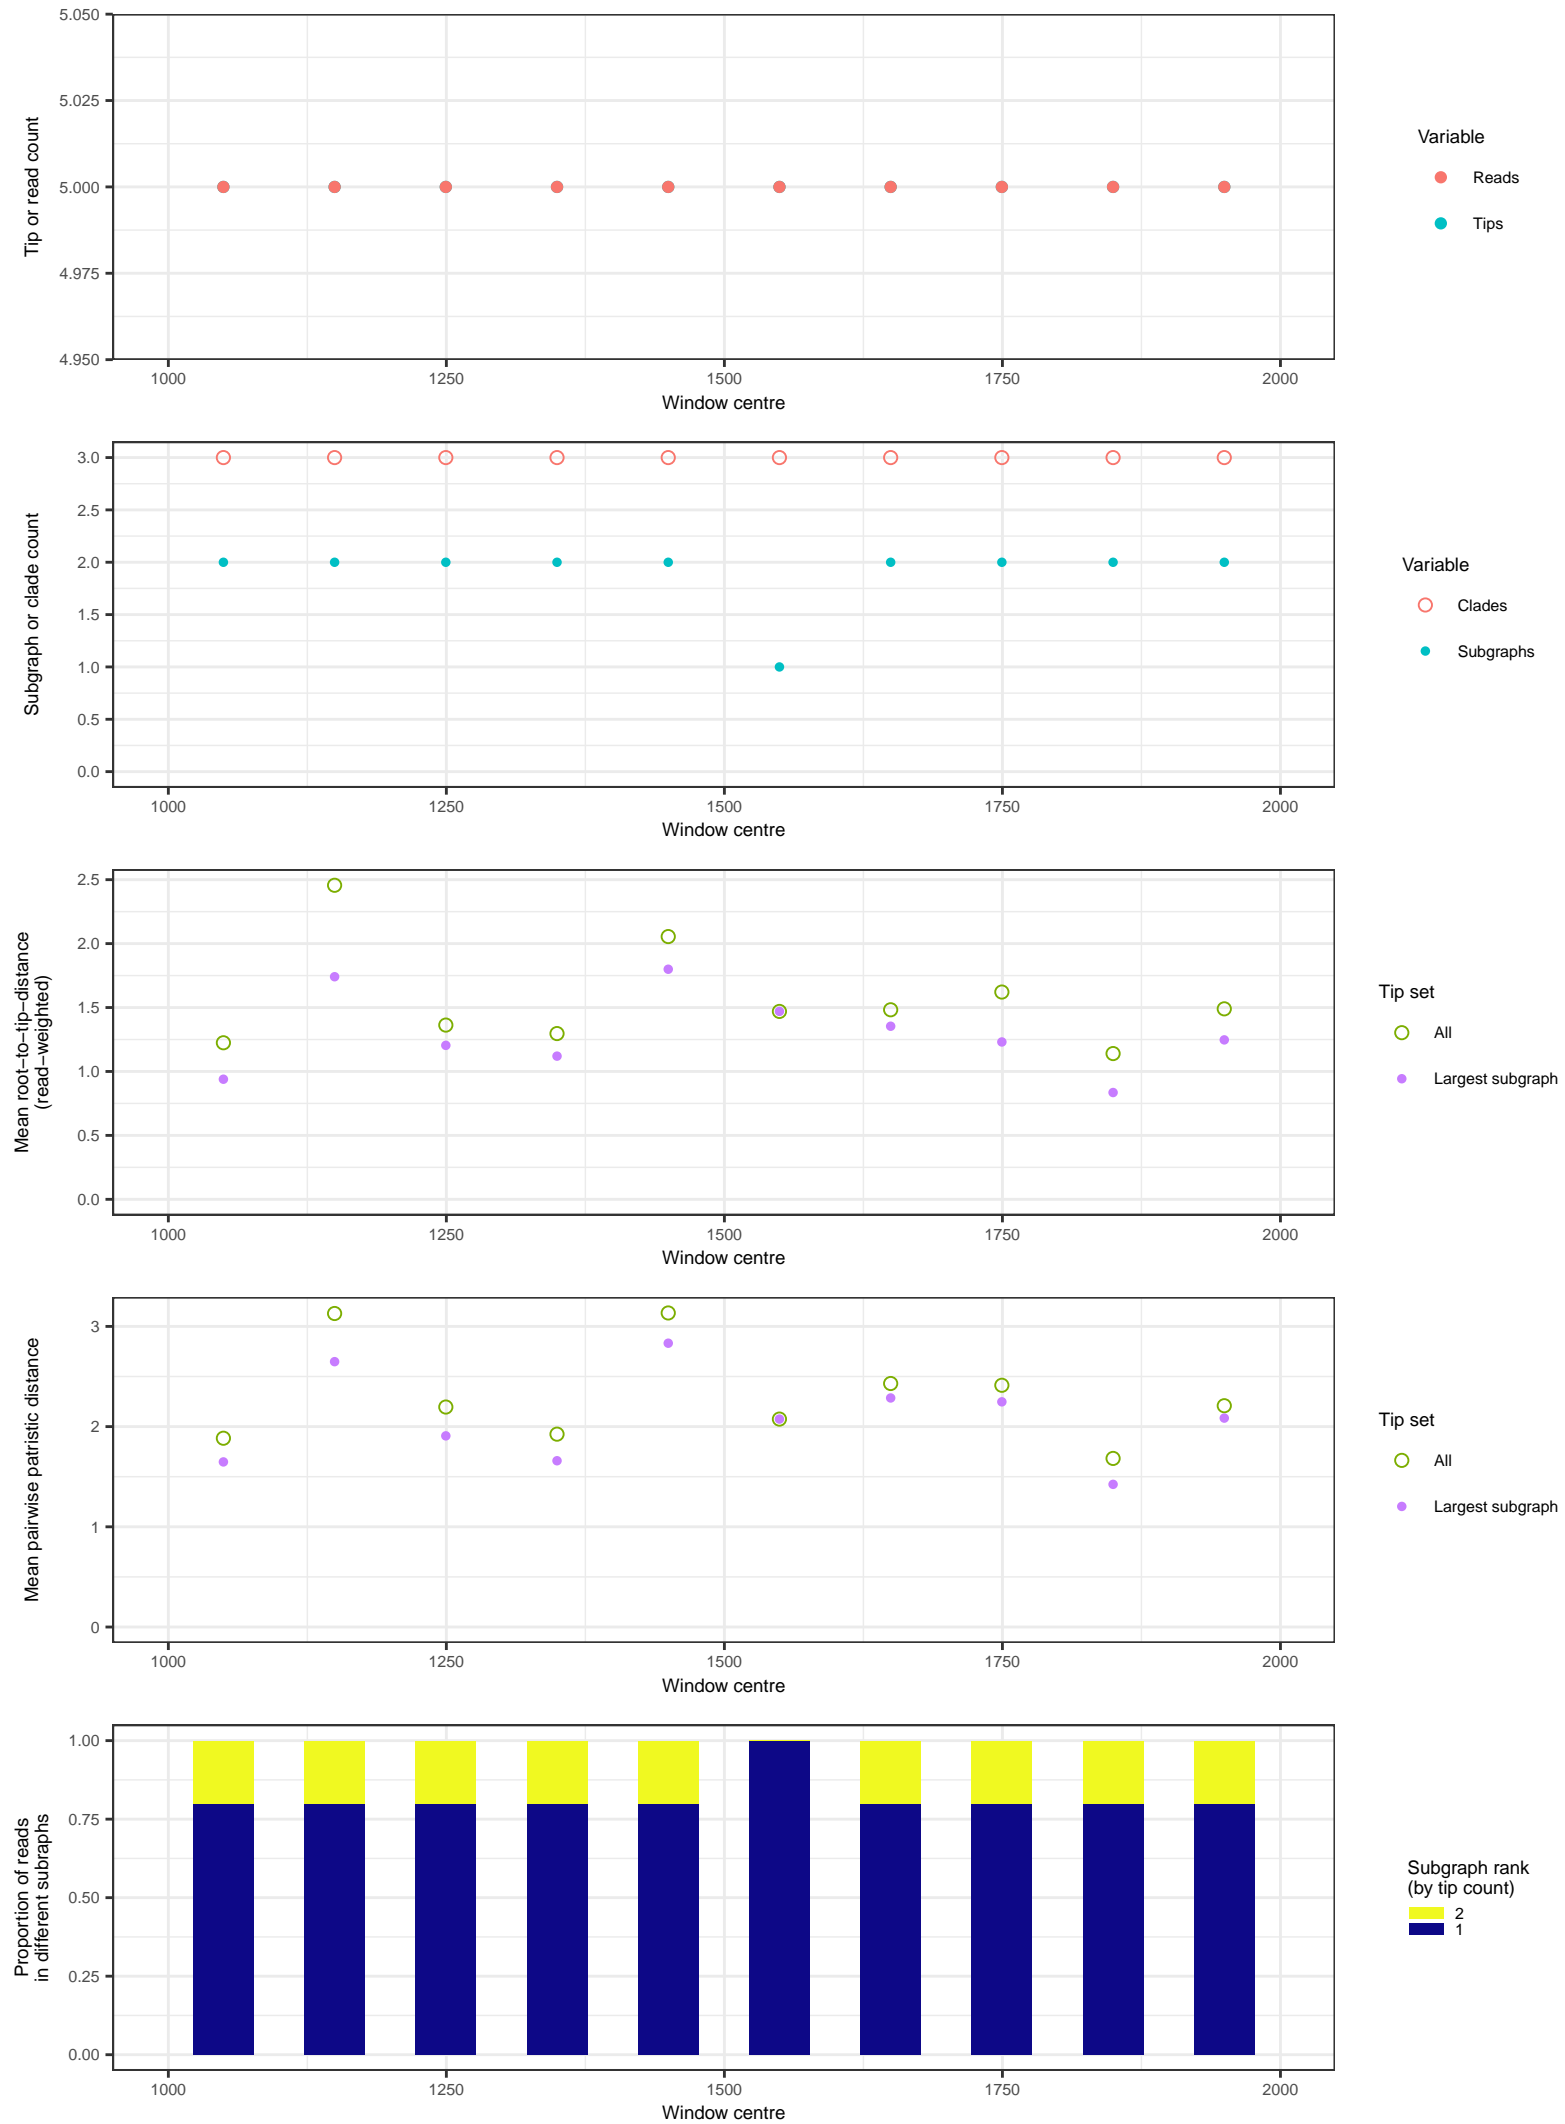 5.050
5.025
5.000
4.975
4.950
Tip or read count
1000 1250 1500 1750 2000
Window centre
Variable
Reads
Tips
3.0
2.5
2.0
1.5
1.0
0.5
0.0
Subgraph or clade count
1000 1250 1500 1750 2000
Window centre
Variable
Clades
Subgraphs
2.5
2.0
1.5
1.0
0.5
0.0
Mean root−to−tip−distance
(read−weighted)
1000 1250 1500 1750 2000
Window centre
Tip set
All
Largest subgraph
3
2
1
0
Mean pairwise patristic distance
1000 1250 1500 1750 2000
Window centre
Tip set
All
Largest subgraph
1.00
0.75
0.50
0.25
0.00
Proportion of reads
in different subraphs
1000 1250 1500 1750 2000
Window centre
Subgraph rank
(by tip count)
2
1